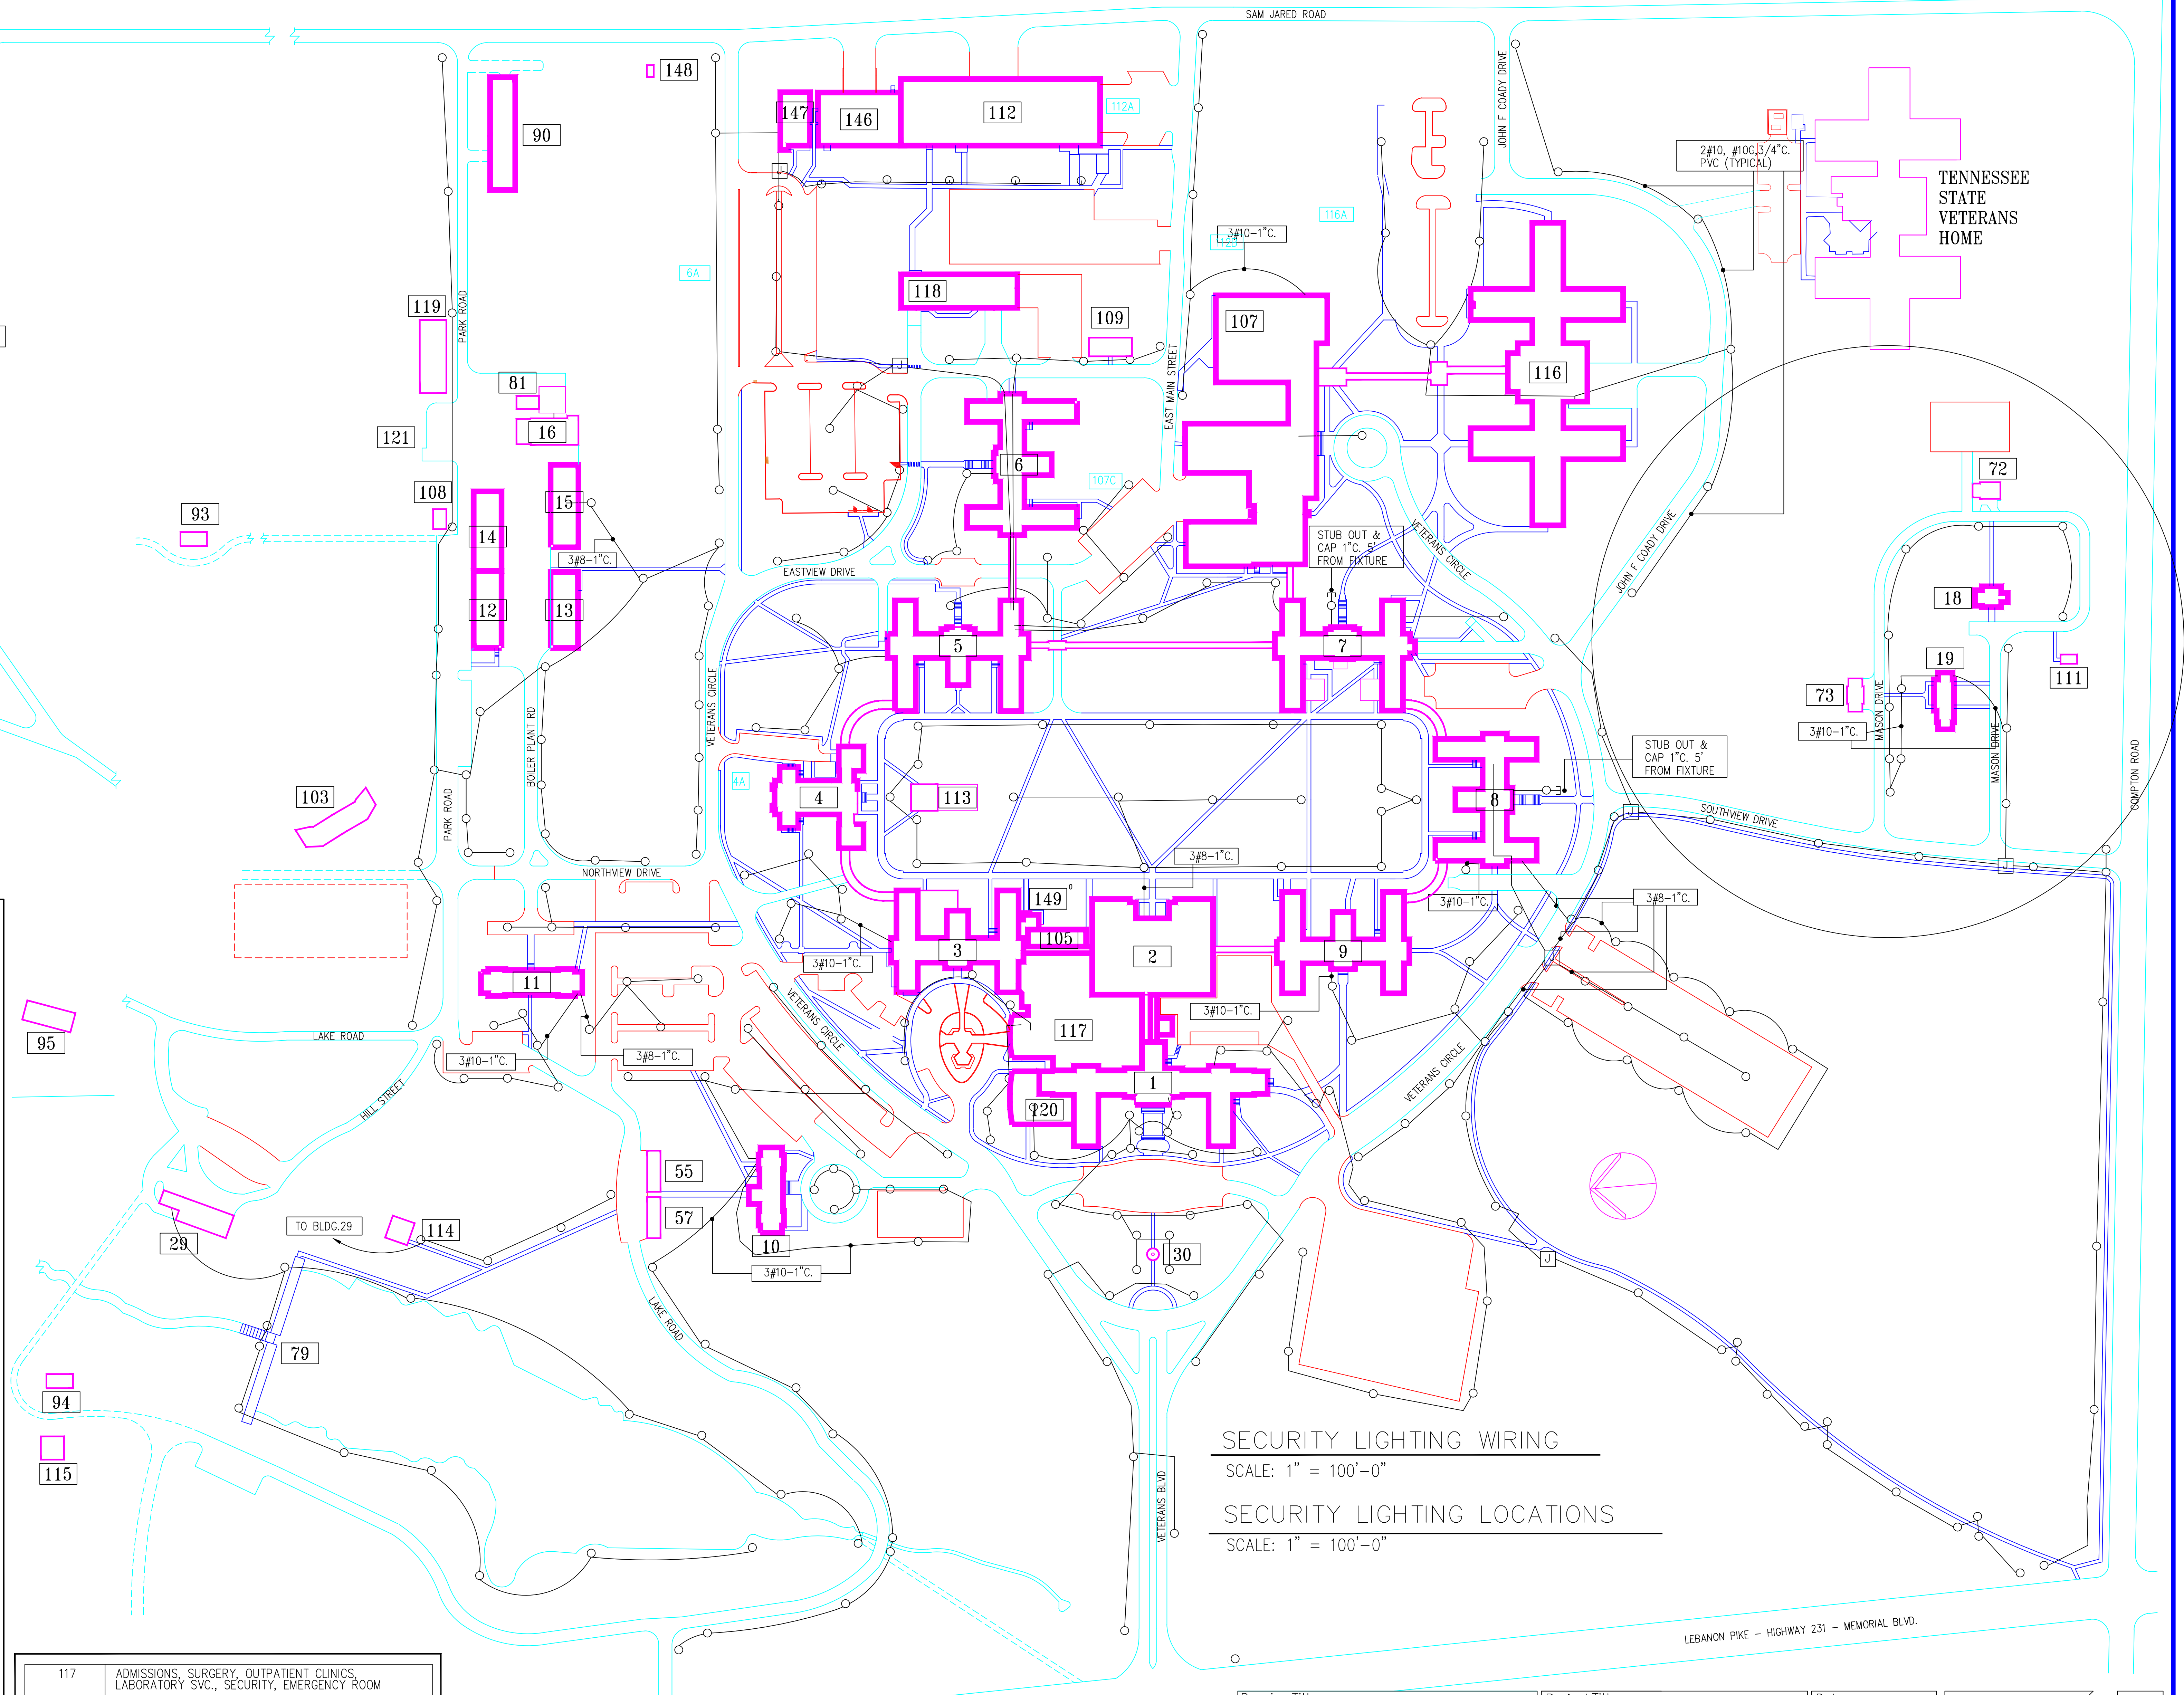 SAM JARED ROAD
JOHN F COADY DRIVE
148
147
146
112
112A
90
2#10, #10G,3/4"C.
PVC (TYPICAL)
TENNESSEE
STATE
VETERANS
HOME
116A
3#10-1"C.
6A
118
119
PARK ROAD
109
107
EAST MAIN STREET
116
81
16
121
6
107C
72
108
15
93
14
3#8-1"C.
STUB OUT &
CAP 1"C. 5'
FROM FIXTURE
VETERANS CIRCLE
JOHN F COADY DRIVE
EASTVIEW DRIVE
12
13
18
5
7
19
111
73
MASON DRIVE
3#10-1"C.
MASON DRIVE
VETERANS CIRCLE
BOILER PLANT RD
STUB OUT &
CAP 1"C. 5'
FROM FIXTURE
COMPTON ROAD
4A
103
4
113
8
J
J
J
J
J
SOUTHVIEW DRIVE
PARK ROAD
3#8-1"C.
NORTHVIEW DRIVE
149
3#10-1"C.
3#8-1"C.
105
3
2
9
3#10-1"C.
11
VETERANS CIRCLE
3#10-1"C.
95
LAKE ROAD
117
3#10-1"C.
3#8-1"C.
1
VETERANS CIRCLE
HILL STREET
120
55
57
TO BLDG.29
114
29
10
30
3#10-1"C.
LAKE ROAD
79
94
115
SECURITY LIGHTING WIRING
SCALE: 1" = 100'-0"
SECURITY LIGHTING LOCATIONS
SCALE: 1" = 100'-0"
VETERANS BLVD
LEBANON PIKE - HIGHWAY 231 - MEMORIAL BLVD.
117
ADMISSIONS, SURGERY, OUTPATIENT CLINICS,
LABORATORY SVC., SECURITY, EMERGENCY ROOM